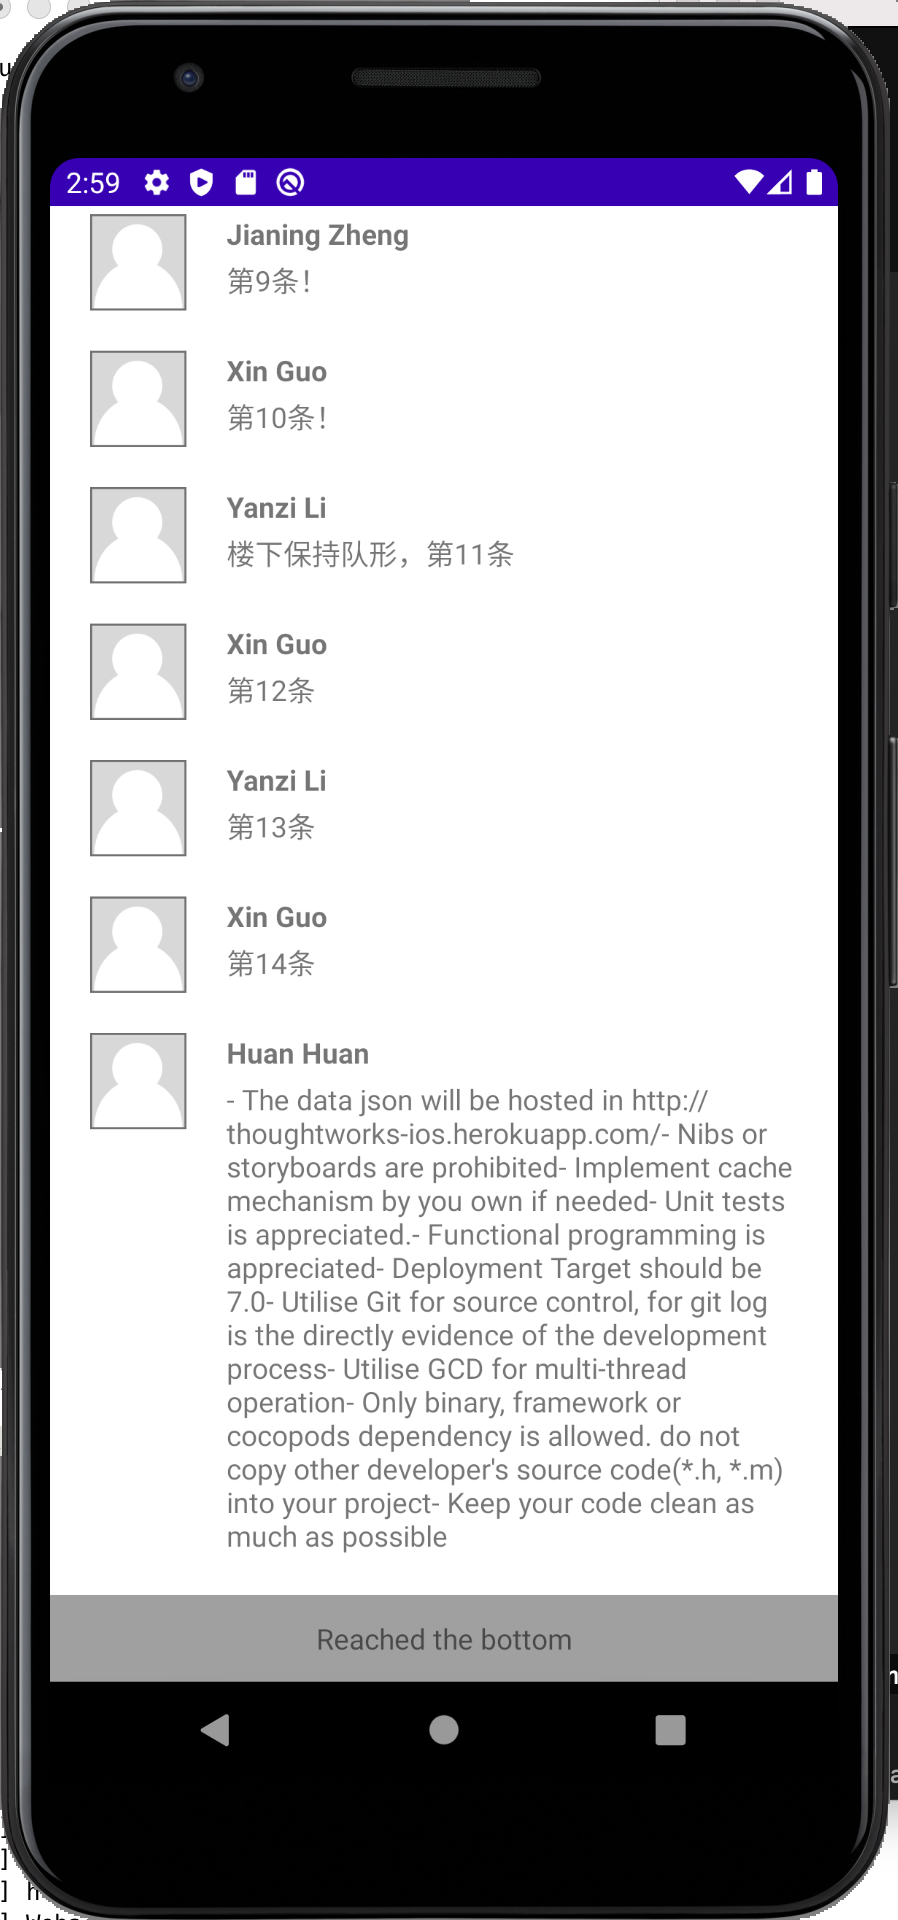 2:59
Jianing Zheng
第9条！
Xin Guo
第10条！
Yanzi Li
楼下保持队形，第11条
Xin Guo
第12条
Yanzi Li
第13条
Xin Guo
第14条
Huan Huan
- The data json will be hosted in http://
thoughtworks-ios.herokuapp.com/- Nibs or
storyboards are prohibited- Implement cache
mechanism by you own if needed- Unit tests
is appreciated.- Functional programming is
appreciated- Deployment Target should be
7.0- Utilise Git for source control, for git log
is the directly evidence of the development
process- Utilise GCD for multi-thread
operation- Only binary, framework or
cocopods dependency is allowed. do not
copy other developer's source code(*.h, *.m)
into your project- Keep your code clean as
much as possible
Reached the bottom